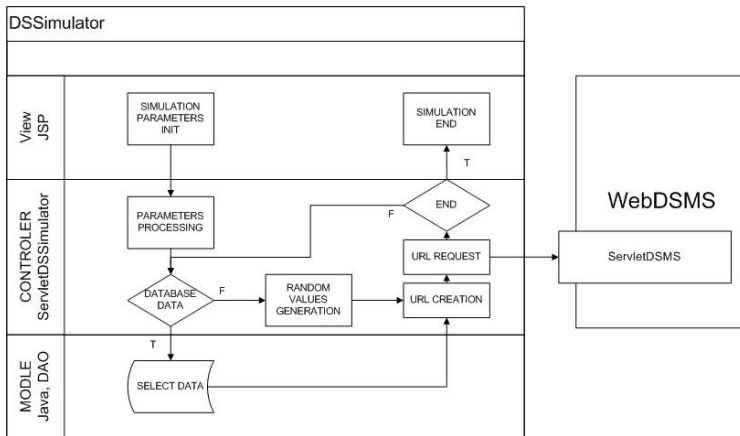 DSSimulator
View
JSP
SIMULATION
PARAMETERS
INIT
SIMULATION
END
T
CONTROLER
ServletDSSimulator
PARAMETERS
PROCESSING
F
END
URL REQUEST
DATABASE
DATA
F
RANDOM
VALUES
GENERATION
URL CREATION
T
MODLE
Java, DAO
SELECT DATA
WebDSMS
ServletDSMS